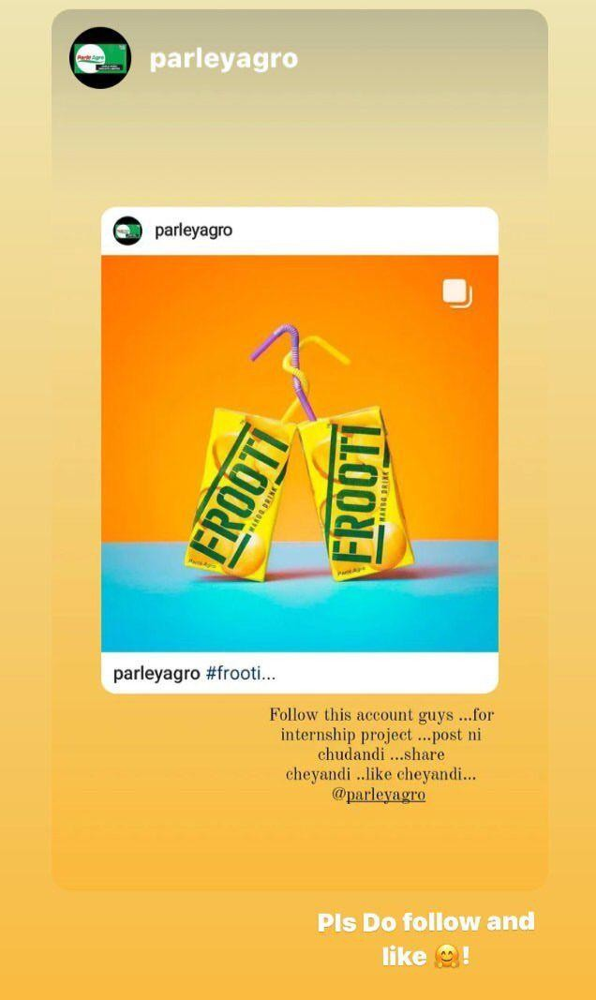 parleyagro
parleyagro
FROOTI
MANGO DRINK
Parle Agro
FROOTI
MANGO DRINK
Parle Agro
parleyagro #frooti...
Follow this account guys ...for
internship project ...post ni
chudandi ...share
cheyandi ..like cheyandi...
@parleyagro
Pls Do follow and
like 🤗!